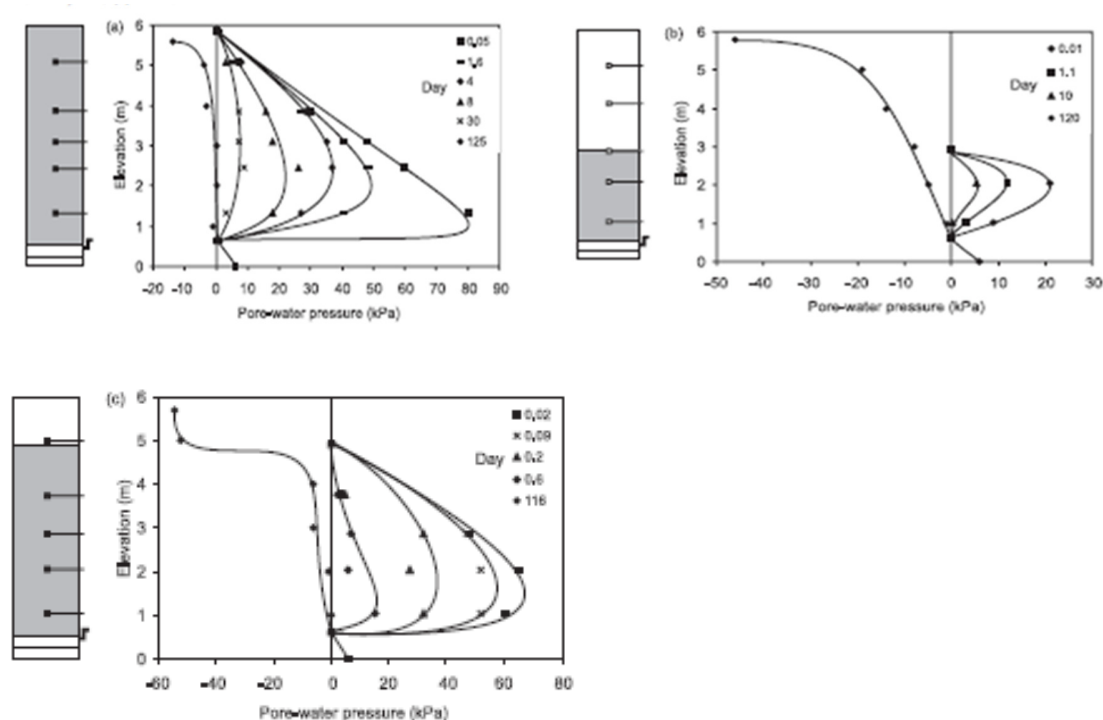 (a)
6
5
4
3
2
1
0
Elevation (m)
-20 -10 0 10 20 30 40 50 60 70 80 90
Pore-water pressure (kPa)
Day
0.05
1.6
4
8
30
125
(b)
6
5
4
3
2
1
0
Elevation (m)
-50 -40 -30 -20 -10 0 10 20 30
Pore-water pressure (kPa)
Day
0.01
1.1
10
120
(c)
6
5
4
3
2
1
0
Elevation (m)
-60 -40 -20 0 20 40 60 80
Pore-water pressure (kPa)
Day
0.02
0.09
0.2
0.6
116